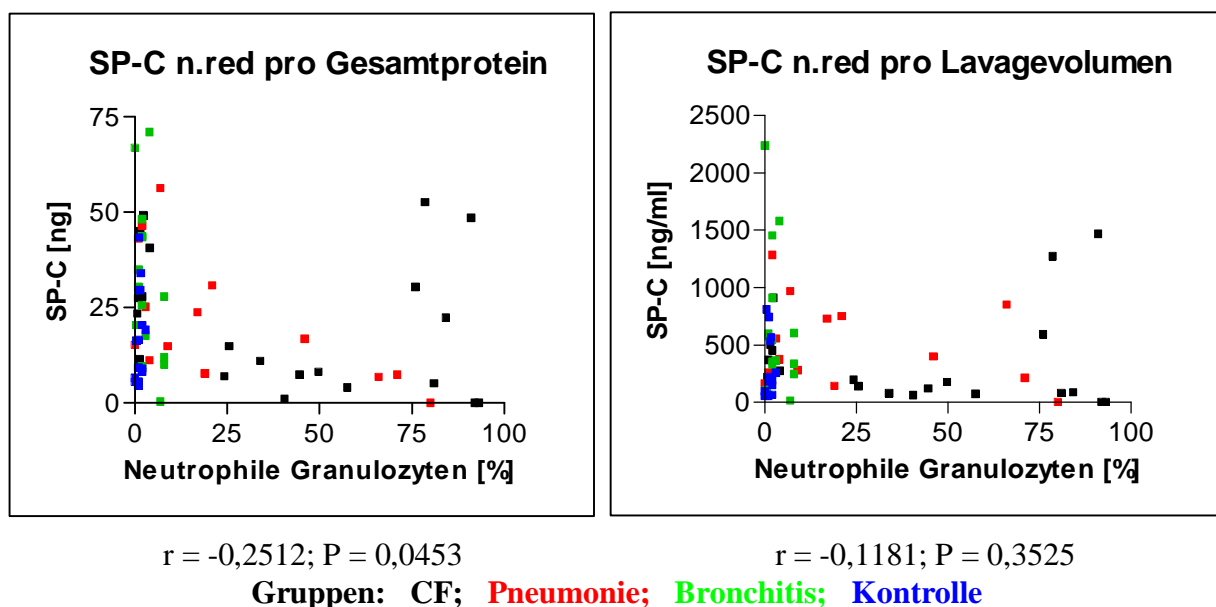 SP-C n.red pro Gesamtprotein
75
50
25
0
SP-C [ng]
0 25 50 75 100
Neutrophile Granulozyten [%]
SP-C n.red pro Lavagevolumen
2500
2000
1500
1000
500
0
SP-C [ng/ml]
0 25 50 75 100
Neutrophile Granulozyten [%]
r = -0,2512; P = 0,0453
r = -0,1181; P = 0,3525
Gruppen: CF; Pneumonie; Bronchitis; Kontrolle